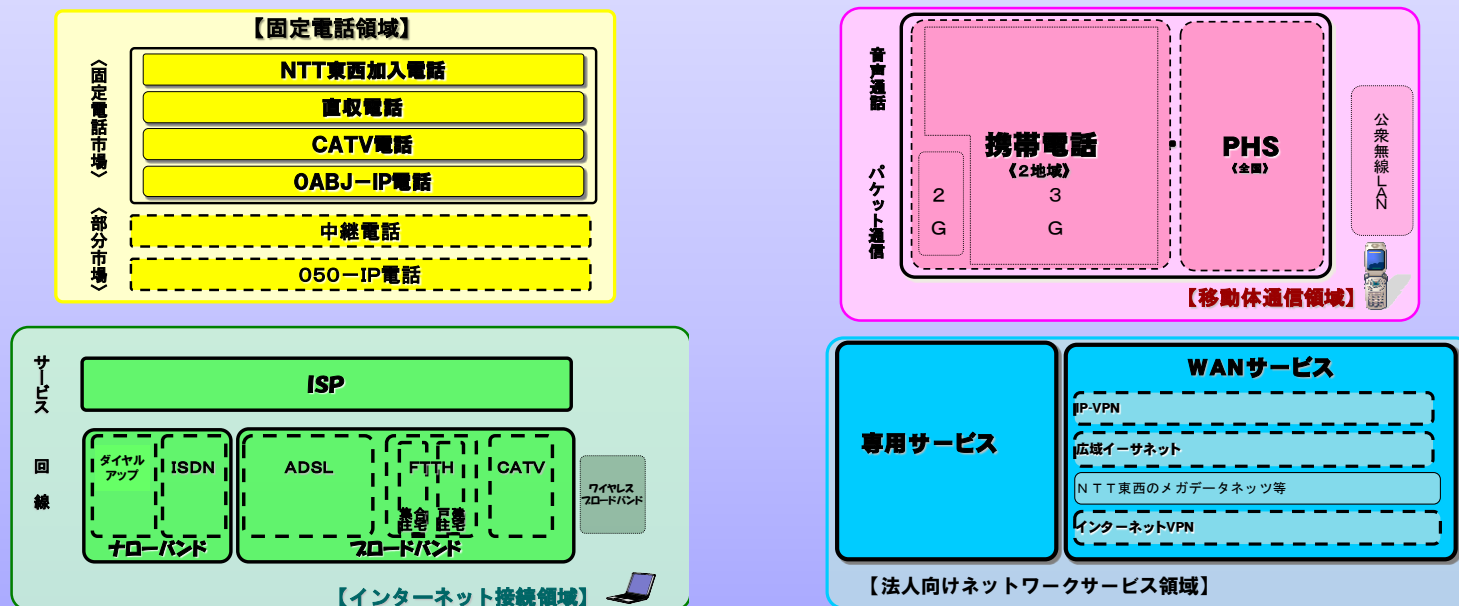 【固定電話領域】
〈固定電話市場〉
NTT東西加入電話
直収電話
CATV電話
0ABJ－IP電話
〈部分市場〉
中継電話
050－IP電話
音声通話
パケット通信
携帯電話
《2地域》
2
G
3
G
PHS
《全国》
公衆無線LAN
【移動体通信領域】
サービス
ISP
回線
ダイヤル
アップ
ISDN
ナローバンド
ADSL
FTTH
集合
住宅
戸建
住宅
CATV
ブロードバンド
ワイヤレス
ブロードバンド
【インターネット接続領域】
専用サービス
WANサービス
IP-VPN
広域イーサネット
NTT東西のメガデータネッツ等
インターネットVPN
【法人向けネットワークサービス領域】